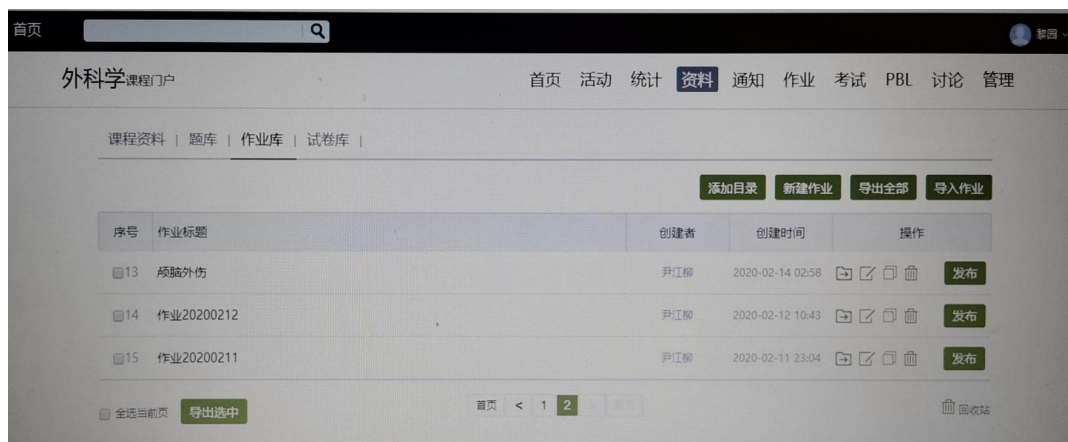 首页 黎园
外科学课程门户 首页 活动 统计 资料 通知 作业 考试 PBL 讨论 管理
课程资料 | 题库 | 作业库 | 试卷库 |
添加目录 新建作业 导出全部 导入作业
序号 作业标题 创建者 创建时间 操作
13 颅脑外伤 尹江柳 2020-02-14 02:58 发布
14 作业20200212 尹江柳 2020-02-12 10:43 发布
15 作业20200211 尹江柳 2020-02-11 23:04 发布
全选当前页 导出选中 首页 < 1 2 > 回收站